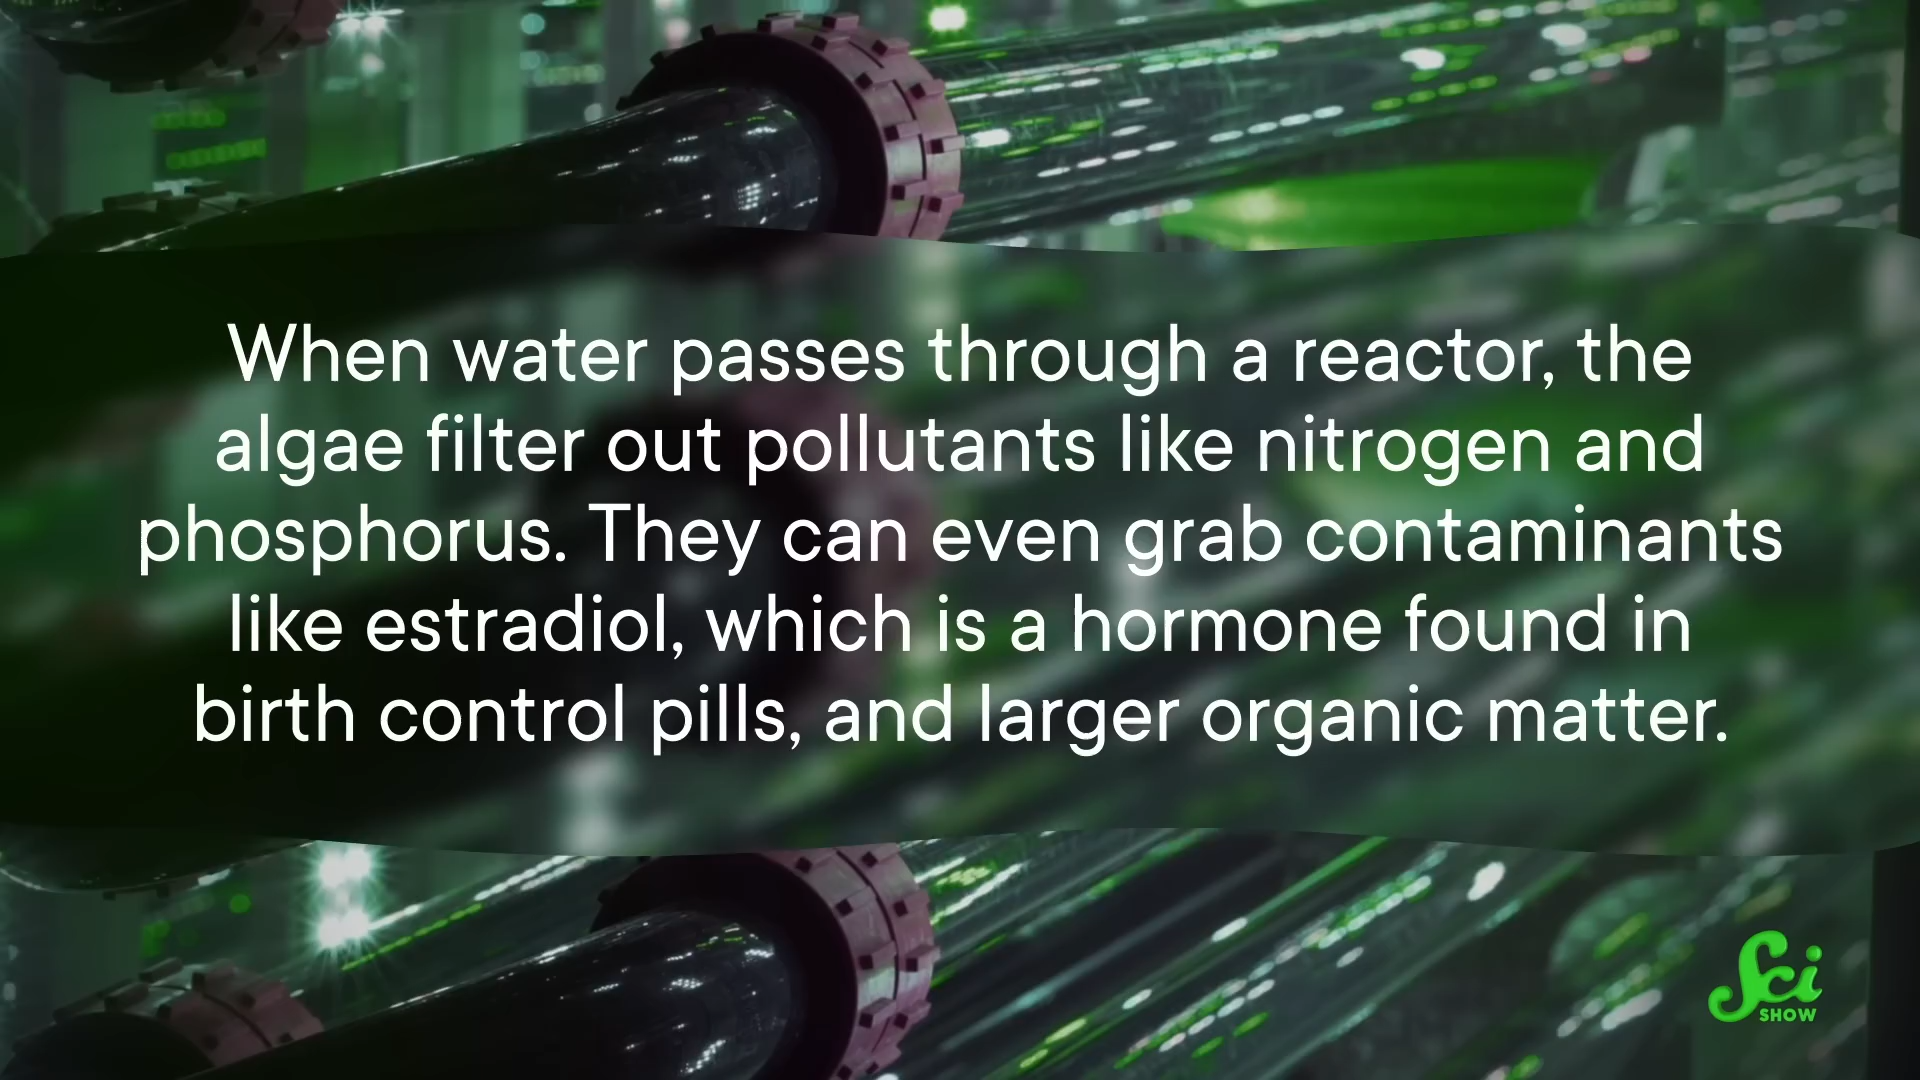 When water passes through a reactor, the
algae filter out pollutants like nitrogen and
phosphorus. They can even grab contaminants
like estradiol, which is a hormone found in
birth control pills, and larger organic matter.
Sci
SHOW